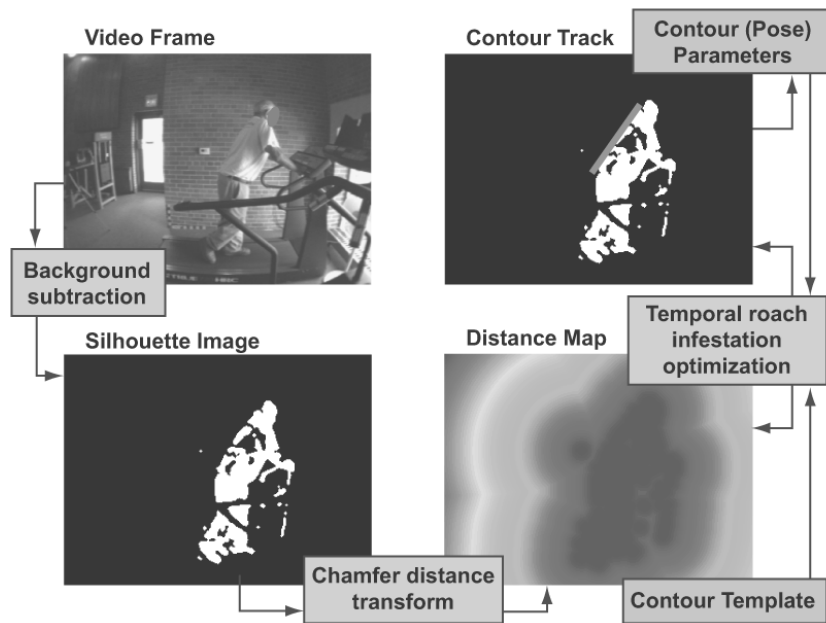 Video Frame
Contour Track
Contour (Pose)
Parameters
Background
subtraction
Temporal roach
infestation
optimization
Silhouette Image
Distance Map
Chamfer distance
transform
Contour Template